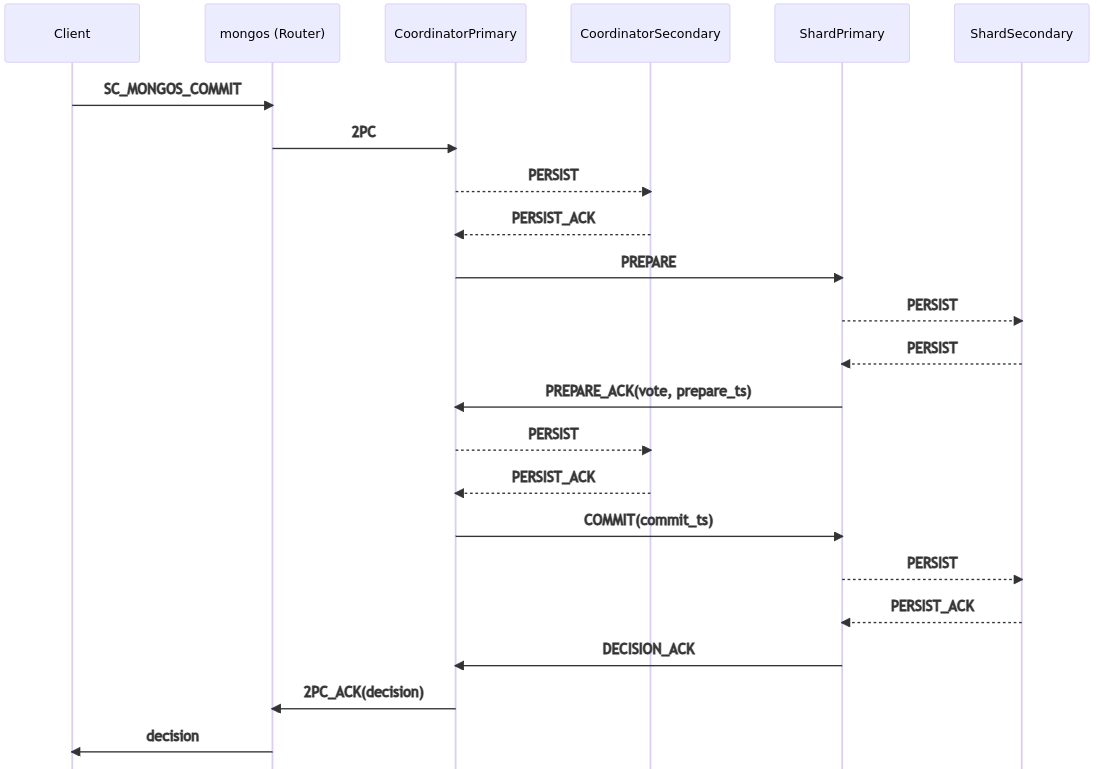 Client
mongos (Router)
CoordinatorPrimary
CoordinatorSecondary
ShardPrimary
ShardSecondary
SC_MONGOS_COMMIT
2PC
PERSIST
PERSIST_ACK
PREPARE
PERSIST
PERSIST
PREPARE_ACK(vote, prepare_ts)
PERSIST
PERSIST_ACK
COMMIT(commit_ts)
PERSIST
PERSIST_ACK
DECISION_ACK
2PC_ACK(decision)
decision